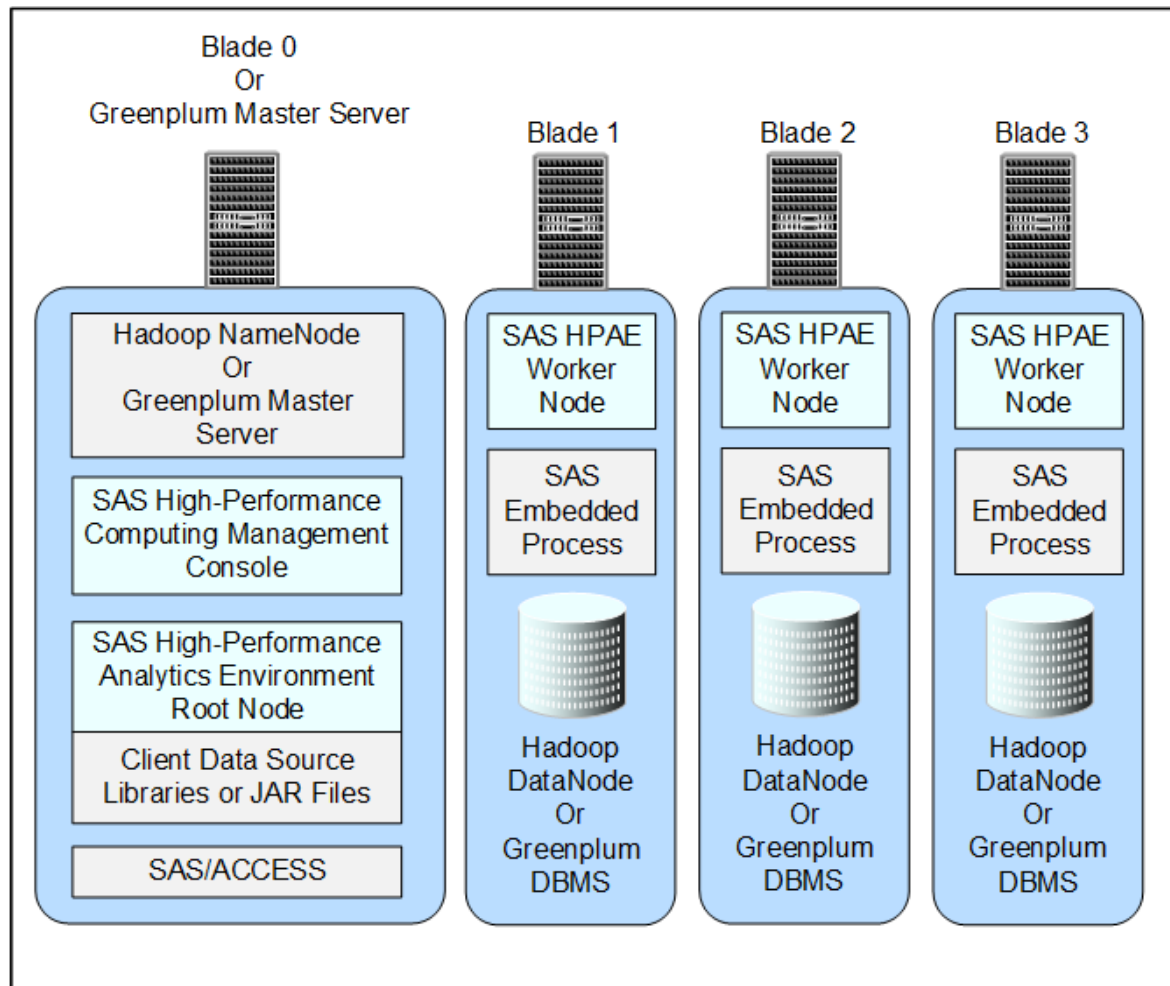 Blade 0
Or
Greenplum Master Server
Blade 1
Blade 2
Blade 3
Hadoop NameNode
Or
Greenplum Master
Server
SAS High-Performance
Computing Management
Console
SAS High-Performance
Analytics Environment
Root Node
Client Data Source
Libraries or JAR Files
SAS/ACCESS
SAS HPAE
Worker
Node
SAS
Embedded
Process
Hadoop
DataNode
Or
Greenplum
DBMS
SAS HPAE
Worker
Node
SAS
Embedded
Process
Hadoop
DataNode
Or
Greenplum
DBMS
SAS HPAE
Worker
Node
SAS
Embedded
Process
Hadoop
DataNode
Or
Greenplum
DBMS